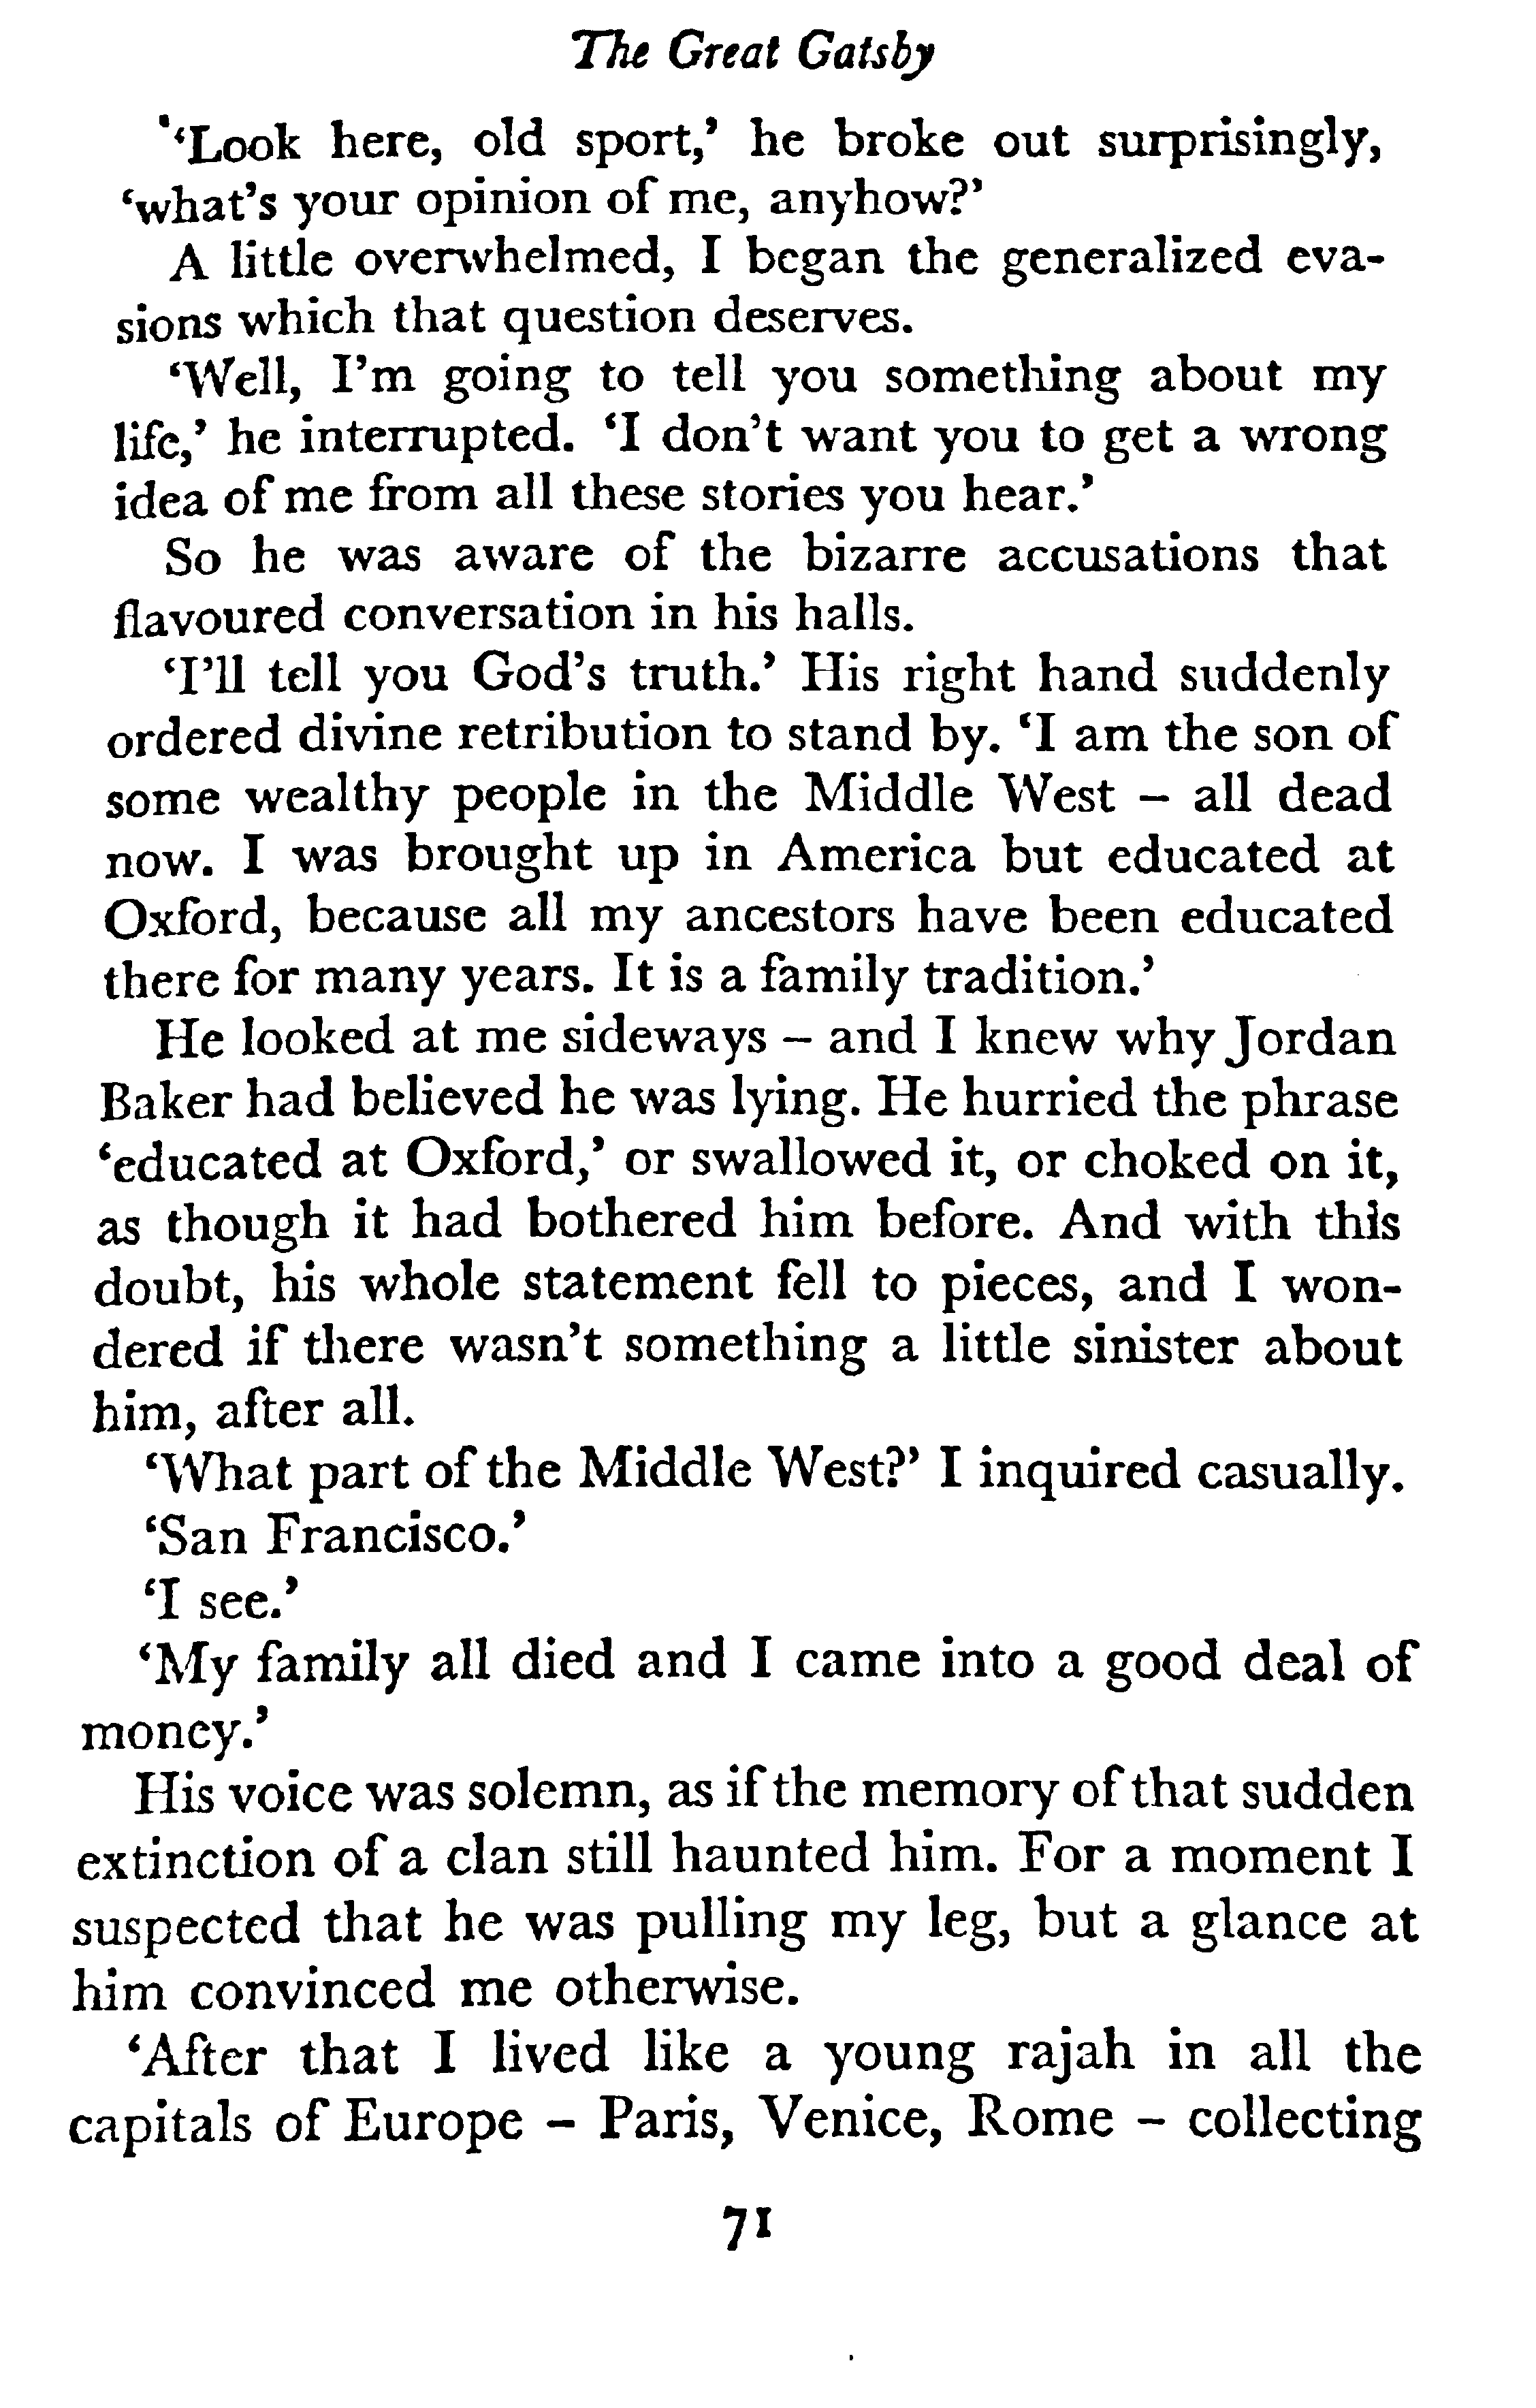 The Great Gatsby
‘Look here, old sport,’ he broke out surprisingly,
‘what’s your opinion of me, anyhow?’
A little overwhelmed, I began the generalized eva-
sions which that question deserves.
‘Well, I’m going to tell you something about my
life,’ he interrupted. ‘I don’t want you to get a wrong
idea of me from all these stories you hear.’
So he was aware of the bizarre accusations that
flavoured conversation in his halls.
‘I’ll tell you God’s truth.’ His right hand suddenly
ordered divine retribution to stand by. ‘I am the son of
some wealthy people in the Middle West – all dead
now. I was brought up in America but educated at
Oxford, because all my ancestors have been educated
there for many years. It is a family tradition.’
He looked at me sideways – and I knew why Jordan
Baker had believed he was lying. He hurried the phrase
‘educated at Oxford,’ or swallowed it, or choked on it,
as though it had bothered him before. And with this
doubt, his whole statement fell to pieces, and I won-
dered if there wasn’t something a little sinister about
him, after all.
‘What part of the Middle West?’ I inquired casually.
‘San Francisco.’
‘I see.’
‘My family all died and I came into a good deal of
money.’
His voice was solemn, as if the memory of that sudden
extinction of a clan still haunted him. For a moment I
suspected that he was pulling my leg, but a glance at
him convinced me otherwise.
‘After that I lived like a young rajah in all the
capitals of Europe – Paris, Venice, Rome – collecting
71